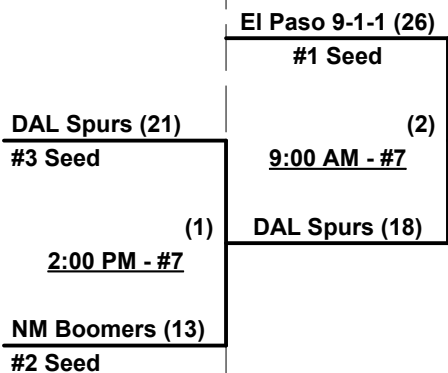 El Paso 9-1-1 (26)
#1 Seed
DAL Spurs (21)
(2)
#3 Seed
9:00 AM - #7
(1)
DAL Spurs (18)
2:00 PM - #7
NM Boomers (13)
#2 Seed